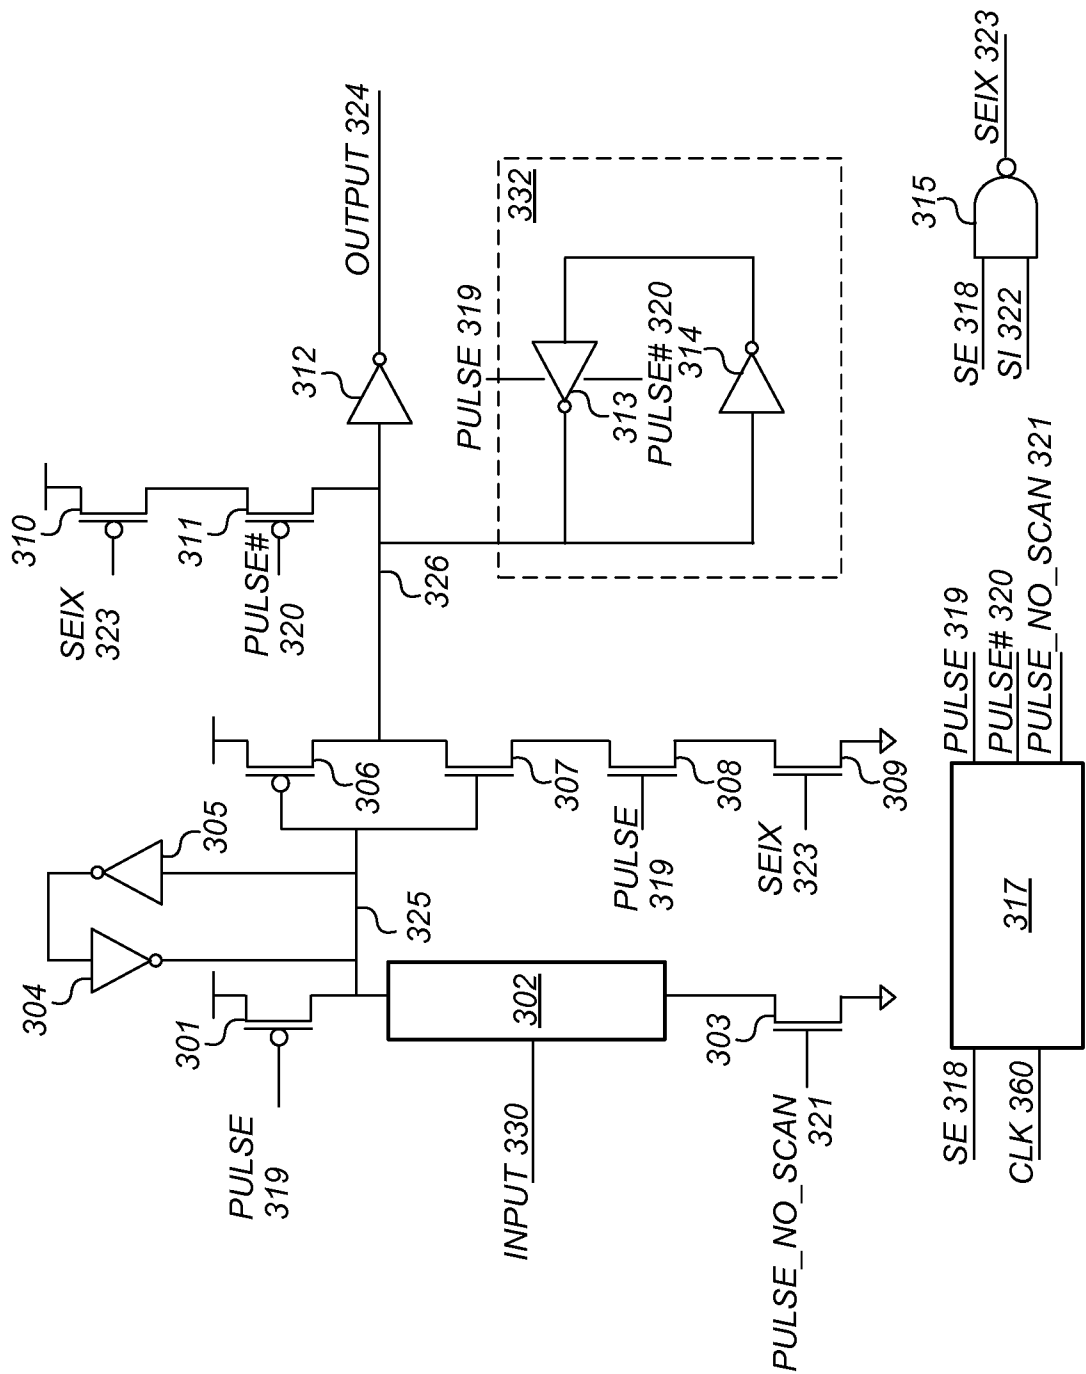 SEIX
323
310
PULSE#
320
311
312
OUTPUT 324
304
305
PULSE
319
301
306
325
326
307
PULSE
319
308
SEIX
323
309
INPUT 330
302
PULSE_NO_SCAN
321
303
332
PULSE 319
313
PULSE# 320
314
SE 318
CLK 360
317
PULSE 319
PULSE# 320
PULSE_NO_SCAN 321
SE 318
SI 322
315
SEIX 323